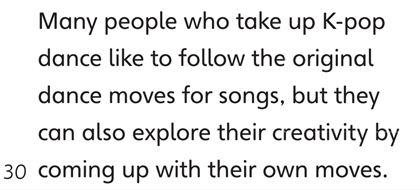 Many people who take up K-pop
dance like to follow the original
dance moves for songs, but they
can also explore their creativity by
30 coming up with their own moves.